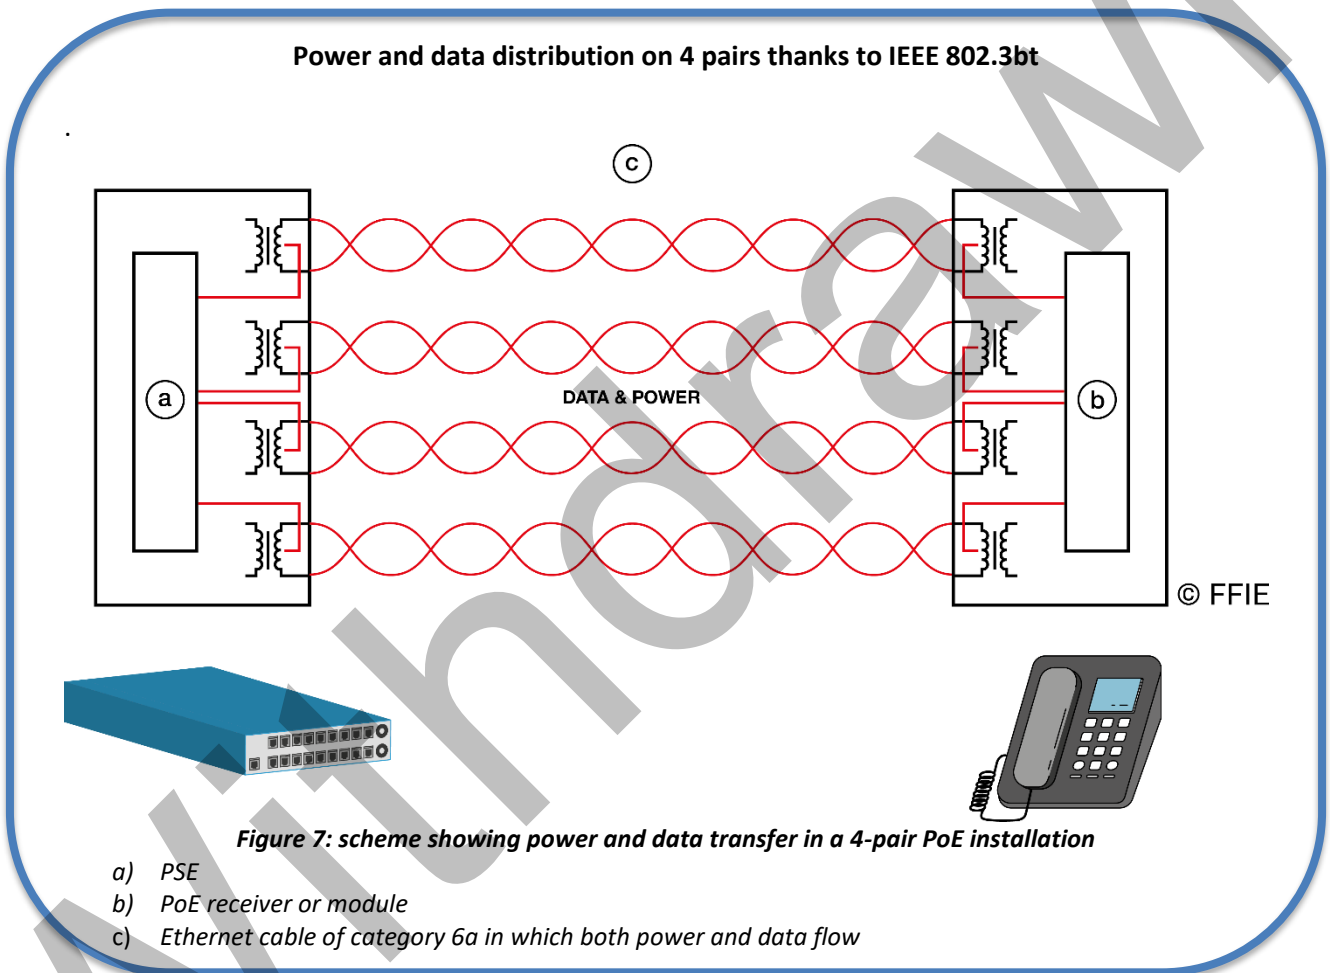 Power and data distribution on 4 pairs thanks to IEEE 802.3bt
.
c
a
DATA & POWER
b
© FFIE
Figure 7: scheme showing power and data transfer in a 4-pair PoE installation
a) PSE
b) PoE receiver or module
c) Ethernet cable of category 6a in which both power and data flow
withdrawn